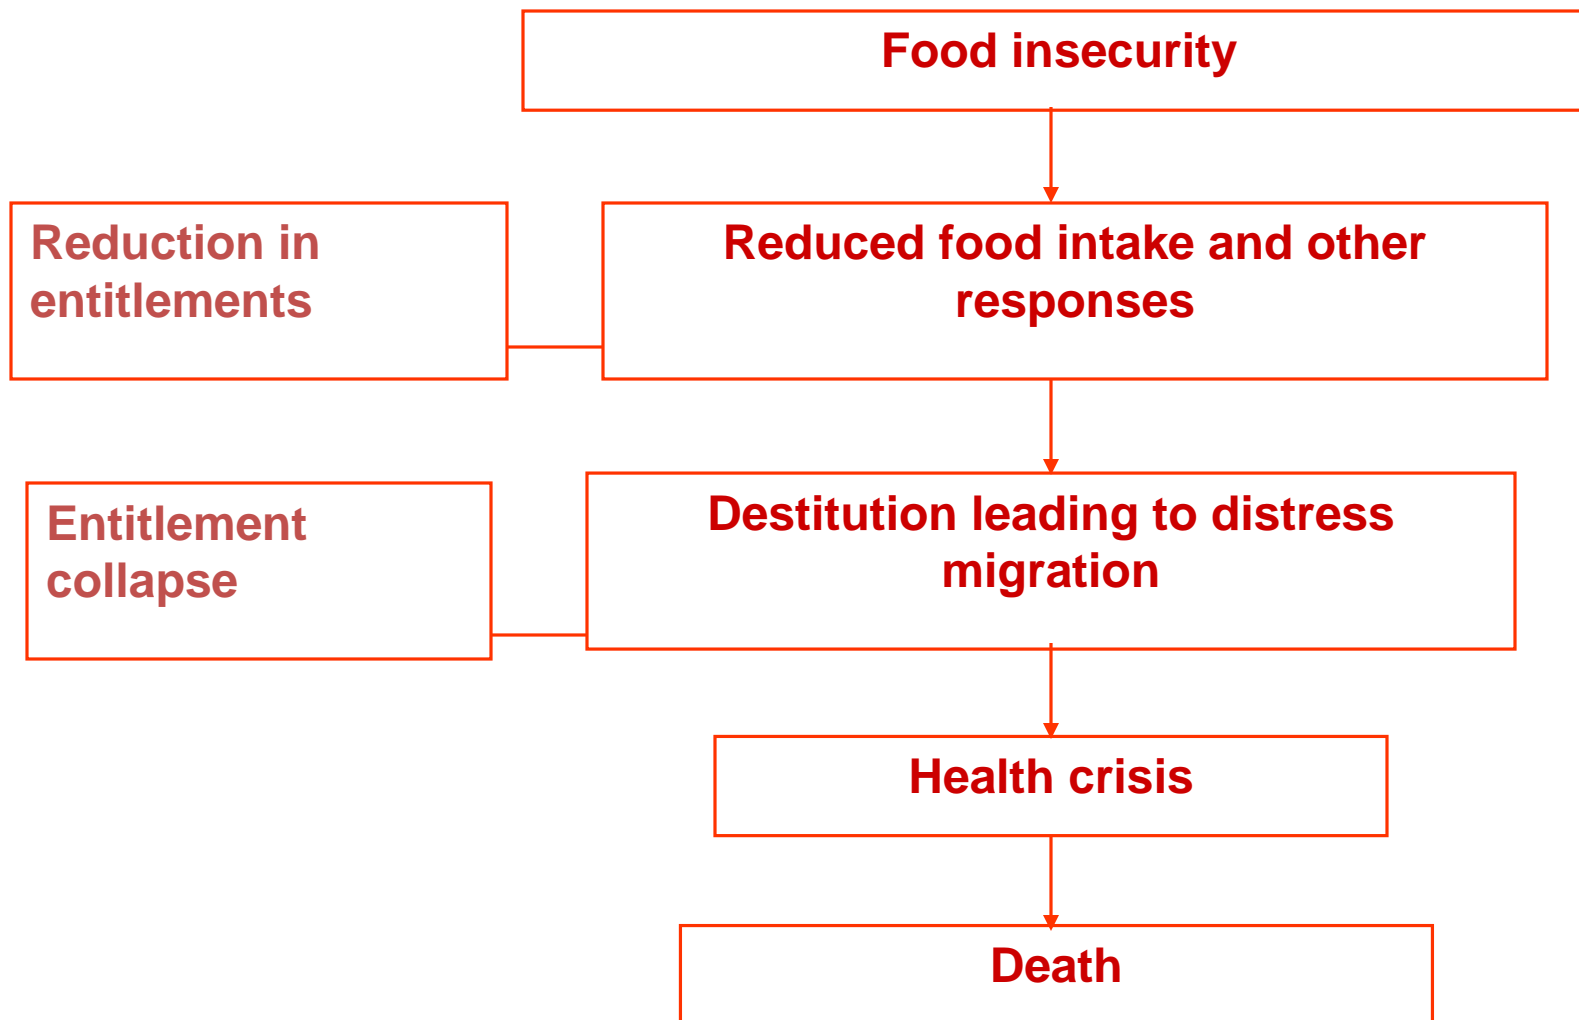 Food insecurity
Reduction in
entitlements
Reduced food intake and other
responses
Entitlement
collapse
Destitution leading to distress
migration
Health crisis
Death